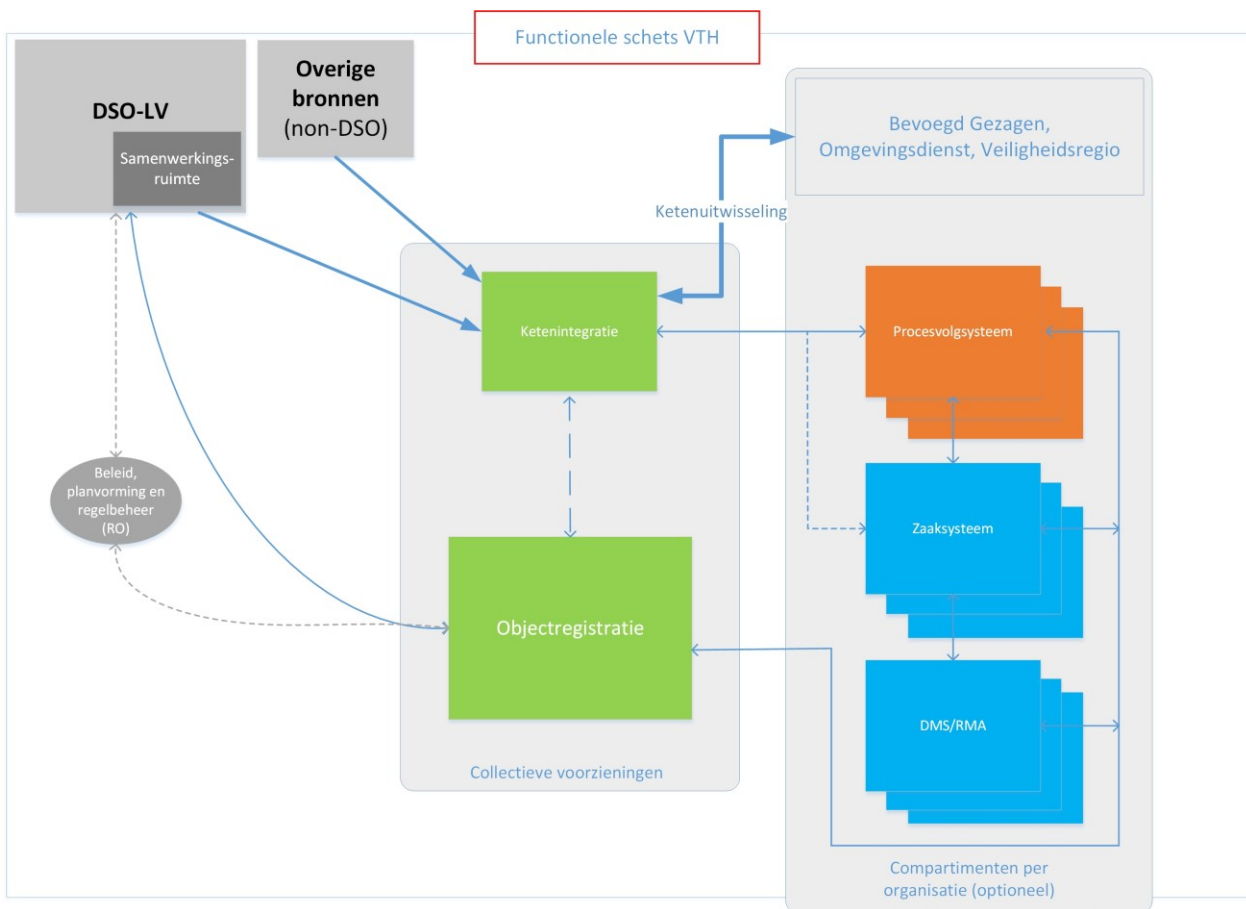 Functionele schets VTH
DSO-LV
Samenwerkings-
ruimte
Overige
bronnen
(non-DSO)
Bevoegd Gezagen,
Omgevingsdienst, Veiligheidsregio
Ketenuitwisseling
Ketenintegratie
Procesvolgsysteem
Beleid,
planvorming en
regelbeheer
(RO)
Zaaksysteem
Objectregistratie
DMS/RMA
Collectieve voorzieningen
Compartimenten per
organisatie (optioneel)